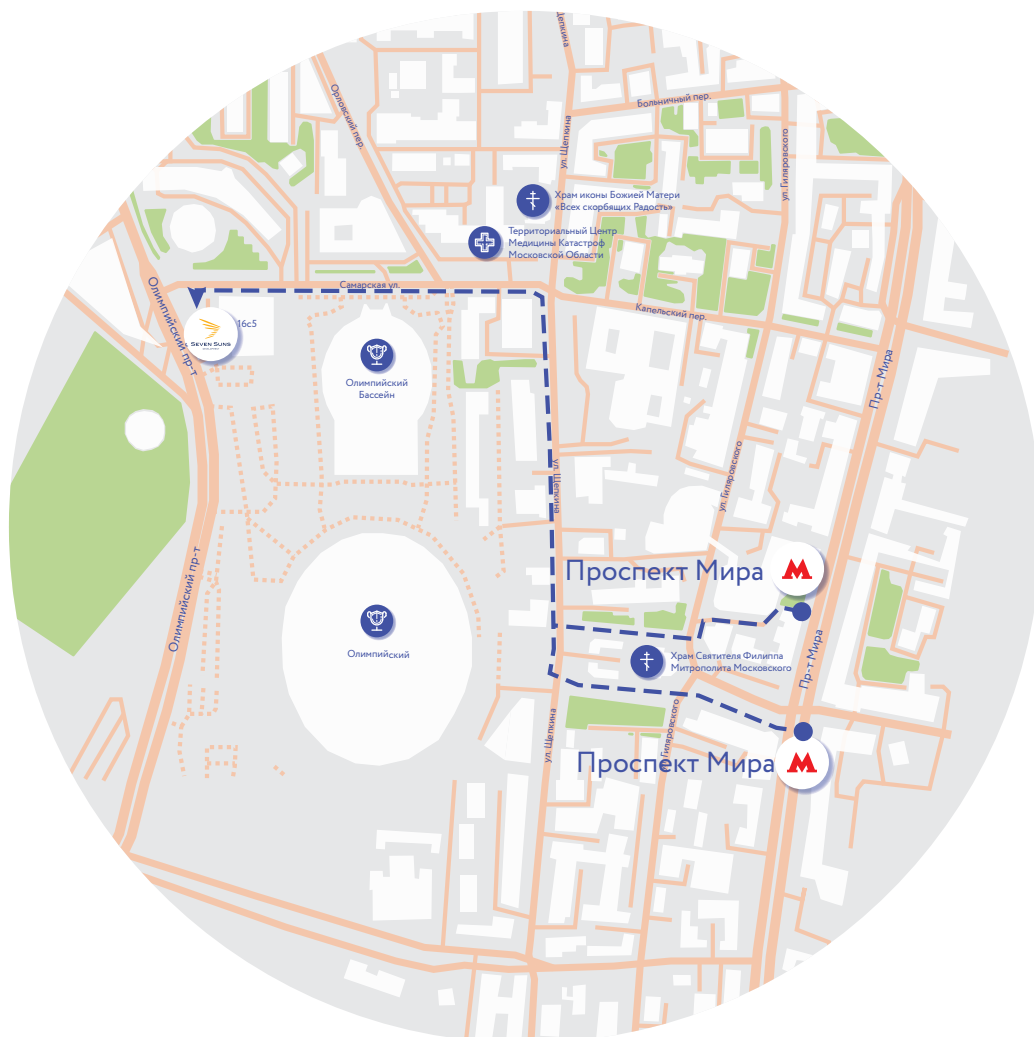 Щепкина
Орловский пер.
Больничный пер.
ул. Щепкина
ул. Гиляровского
Храм иконы Божией Матери
«Всех скорбящих Радость»
Территориальный Центр
Медицины Катастроф
Московской Области
Самарская ул.
Олимпийский пр-т
Капельский пер.
16с5
SEVEN SUNS
Пр-т Мира
Олимпийский
Бассейн
ул. Щепкина
ул. Гиляровского
Проспект Мира
М
Олимпийский пр-т
Олимпийский
Храм Святителя Филиппа
Митрополита Московского
Пр-т Мира
ул. Щепкина
Гиляровского
Проспект Мира
М